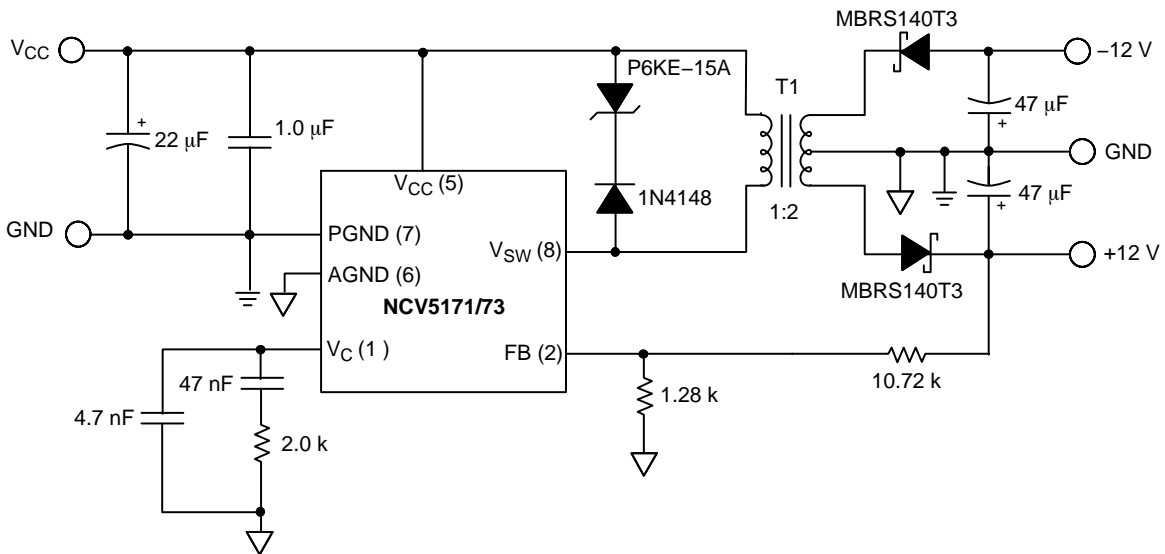 MBRS140T3
VCC
−12 V
P6KE−15A
T1
47 µF
+
1.0 µF
22 µF
+
GND
VCC (5)
1N4148
47 µF
1:2
+
GND
PGND (7)
VSW (8)
+12 V
AGND (6)
MBRS140T3
NCV5171/73
VC (1 )
FB (2)
47 nF
10.72 k
1.28 k
4.7 nF
2.0 k